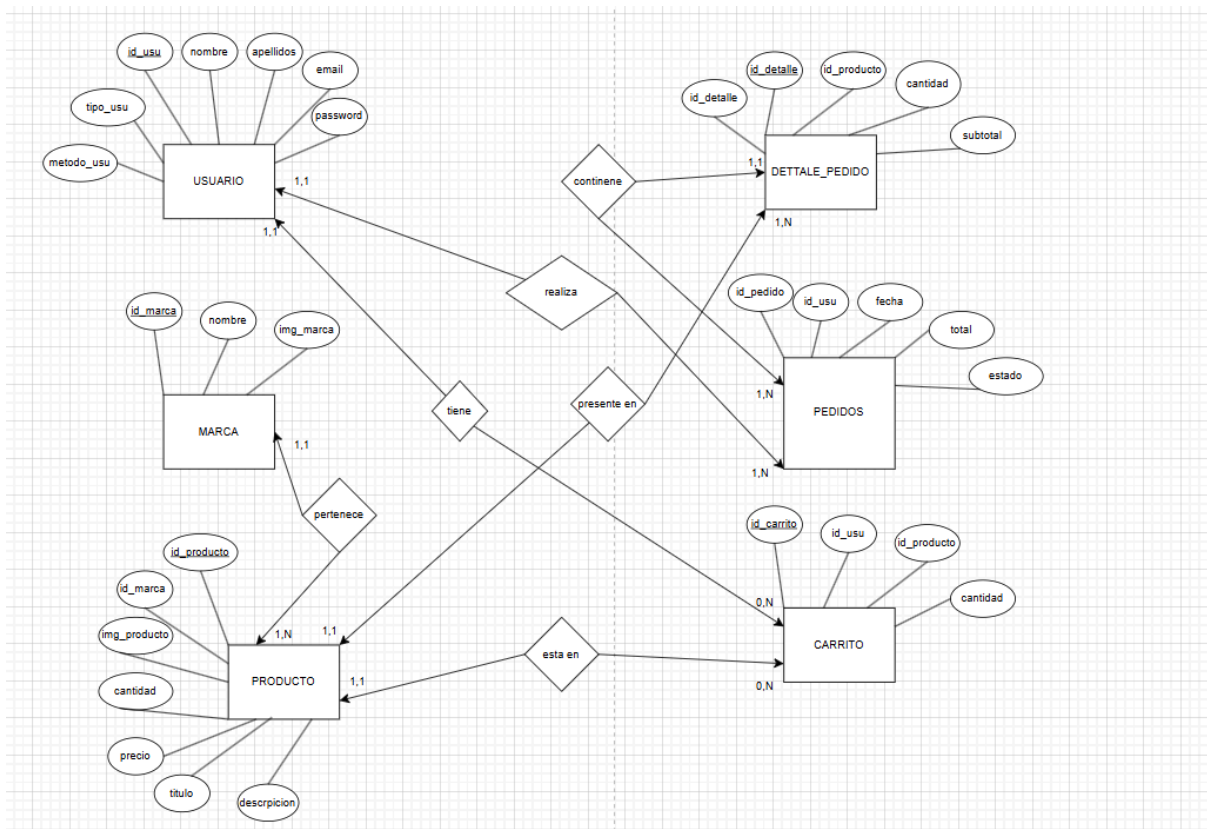 id_usu
nombre
apellidos
email
tipo_usu
password
metodo_usu
USUARIO
1,1
1,1
id_detalle
id_producto
id_detalle
cantidad
subtotal
1,1
DETTALE_PEDIDO
continene
1,N
realiza
id_marca
nombre
img_marca
MARCA
1,1
id_pedido
id_usu
fecha
total
estado
1,N
PEDIDOS
1,N
tiene
presente en
pertenece
id_producto
id_marca
img_producto
cantidad
precio
titulo
descrpicion
1,N
1,1
PRODUCTO
1,1
esta en
id_carrito
id_usu
id_producto
cantidad
0,N
CARRITO
0,N